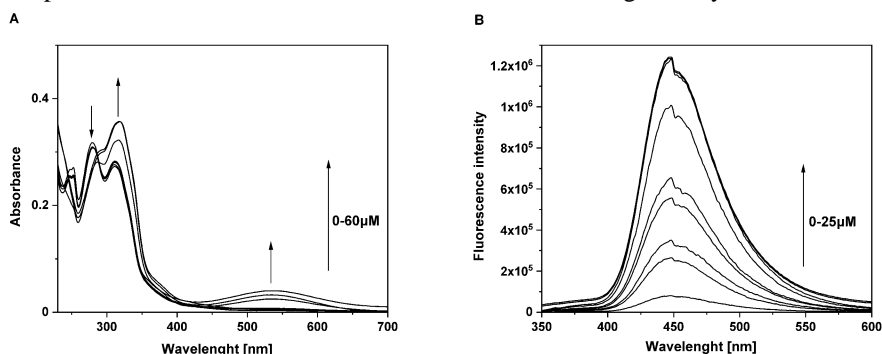 A
B
0.4
0.2
0
Absorbance
0-60µM
300
400
500
600
700
Wavelenght [nm]
1.2x10⁶
1x10⁶
8x10⁵
6x10⁵
4x10⁵
2x10⁵
0
Fluorescence intensity
0-25µM
350
400
450
500
550
600
Wavelenght [nm]